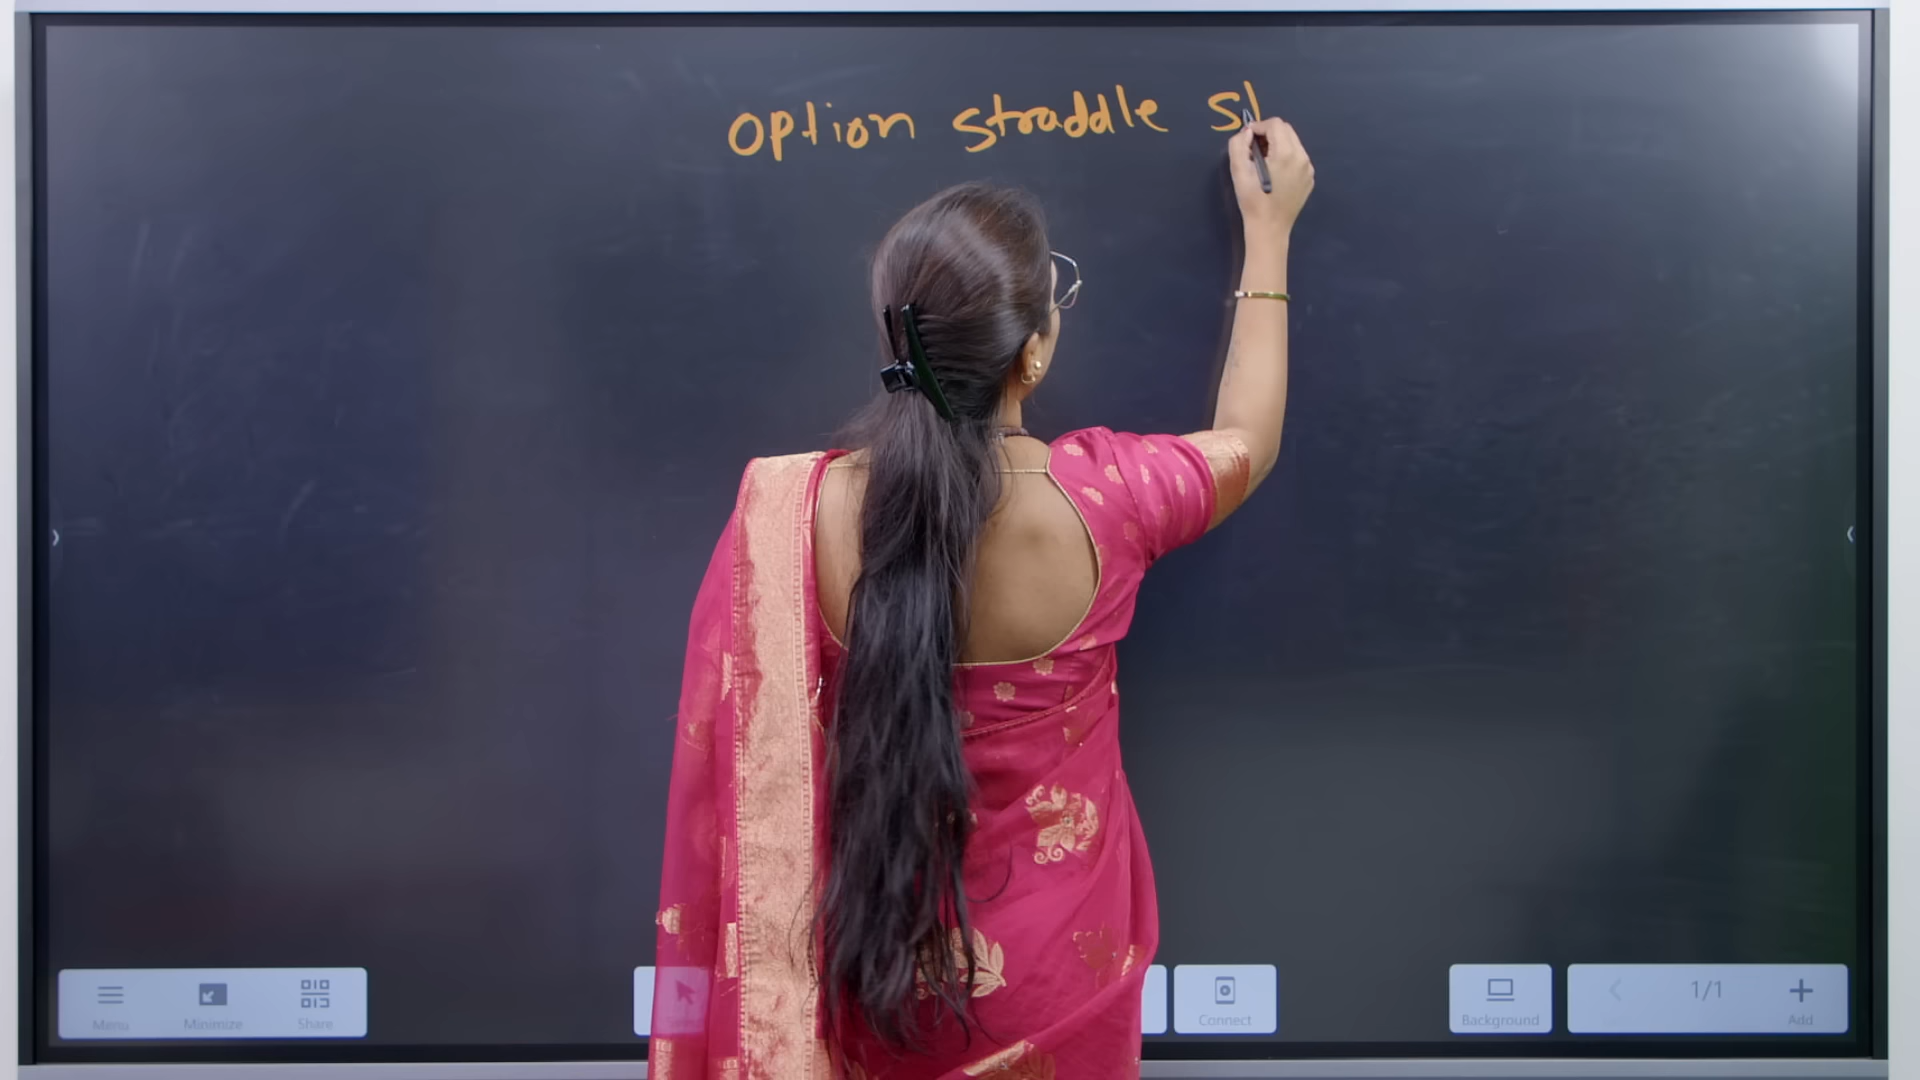 option straddle
Menu
Minimize
Share
Connect
Background
1/1
Add